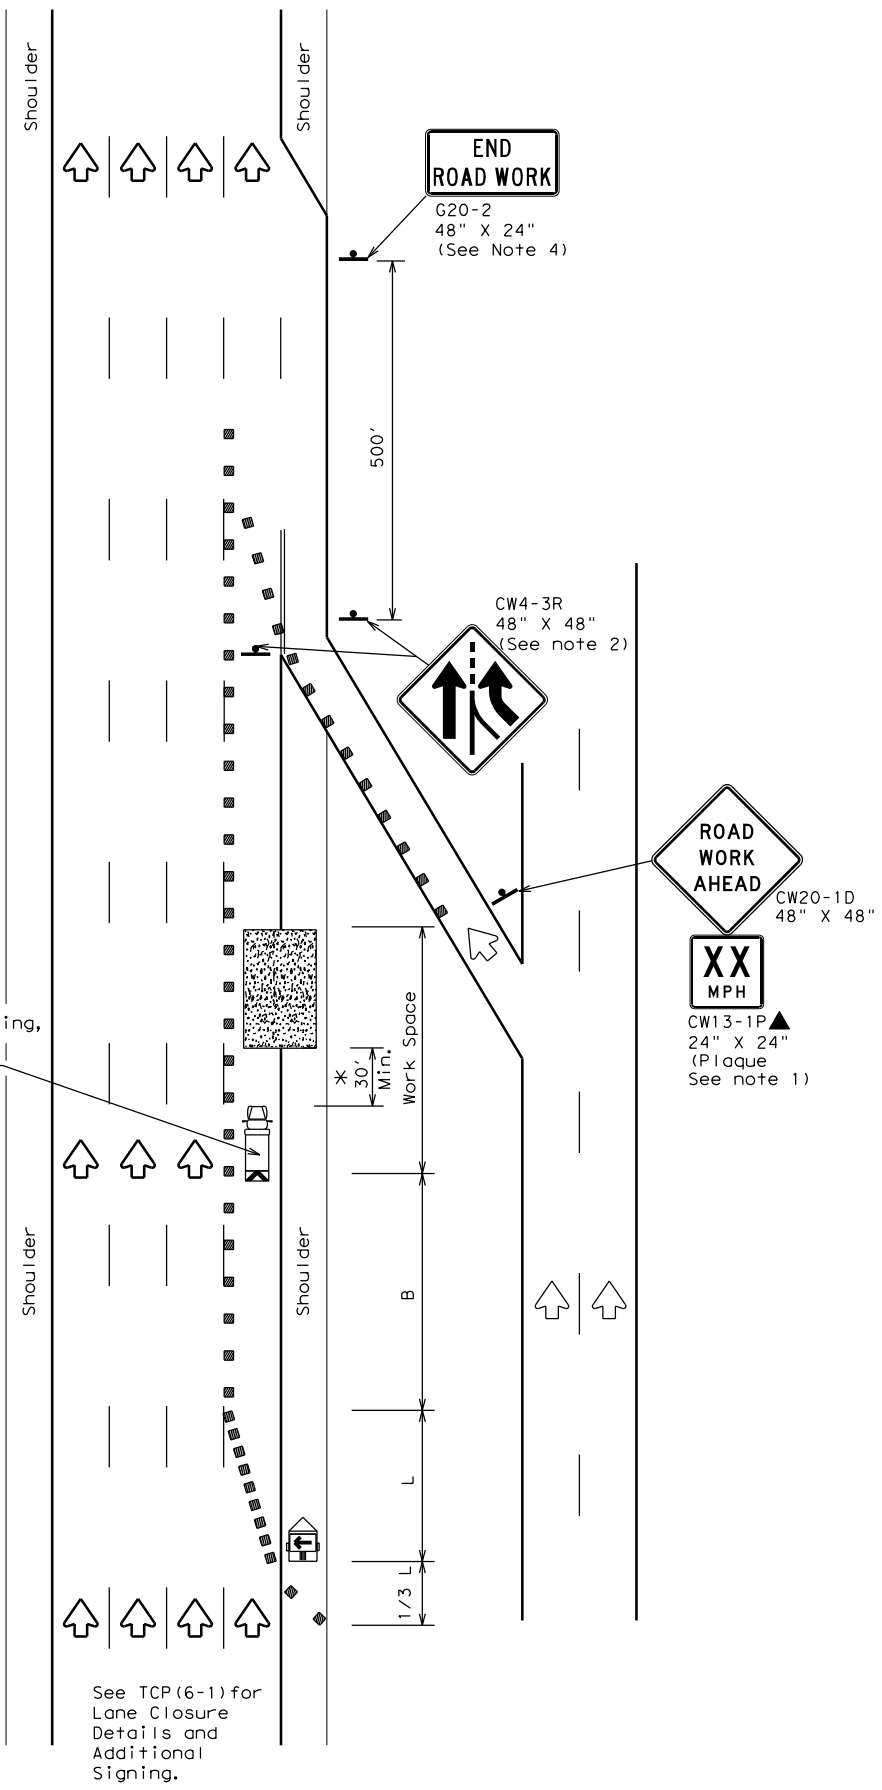 Shoulder
Shoulder
END
ROAD WORK
G20-2
48" X 24"
(See Note 4)
500'
CW4-3R
48" X 48"
(See note 2)
ROAD
WORK
AHEAD
CW20-1D
48" X 48"
XX
MPH
CW13-1P
24" X 24"
(Plaque
See note 1)
ing,
Work Space
* 30'
Min.
Shoulder
Shoulder
B
L
1/3 L
See TCP(6-1)for
Lane Closure
Details and
Additional
Signing.